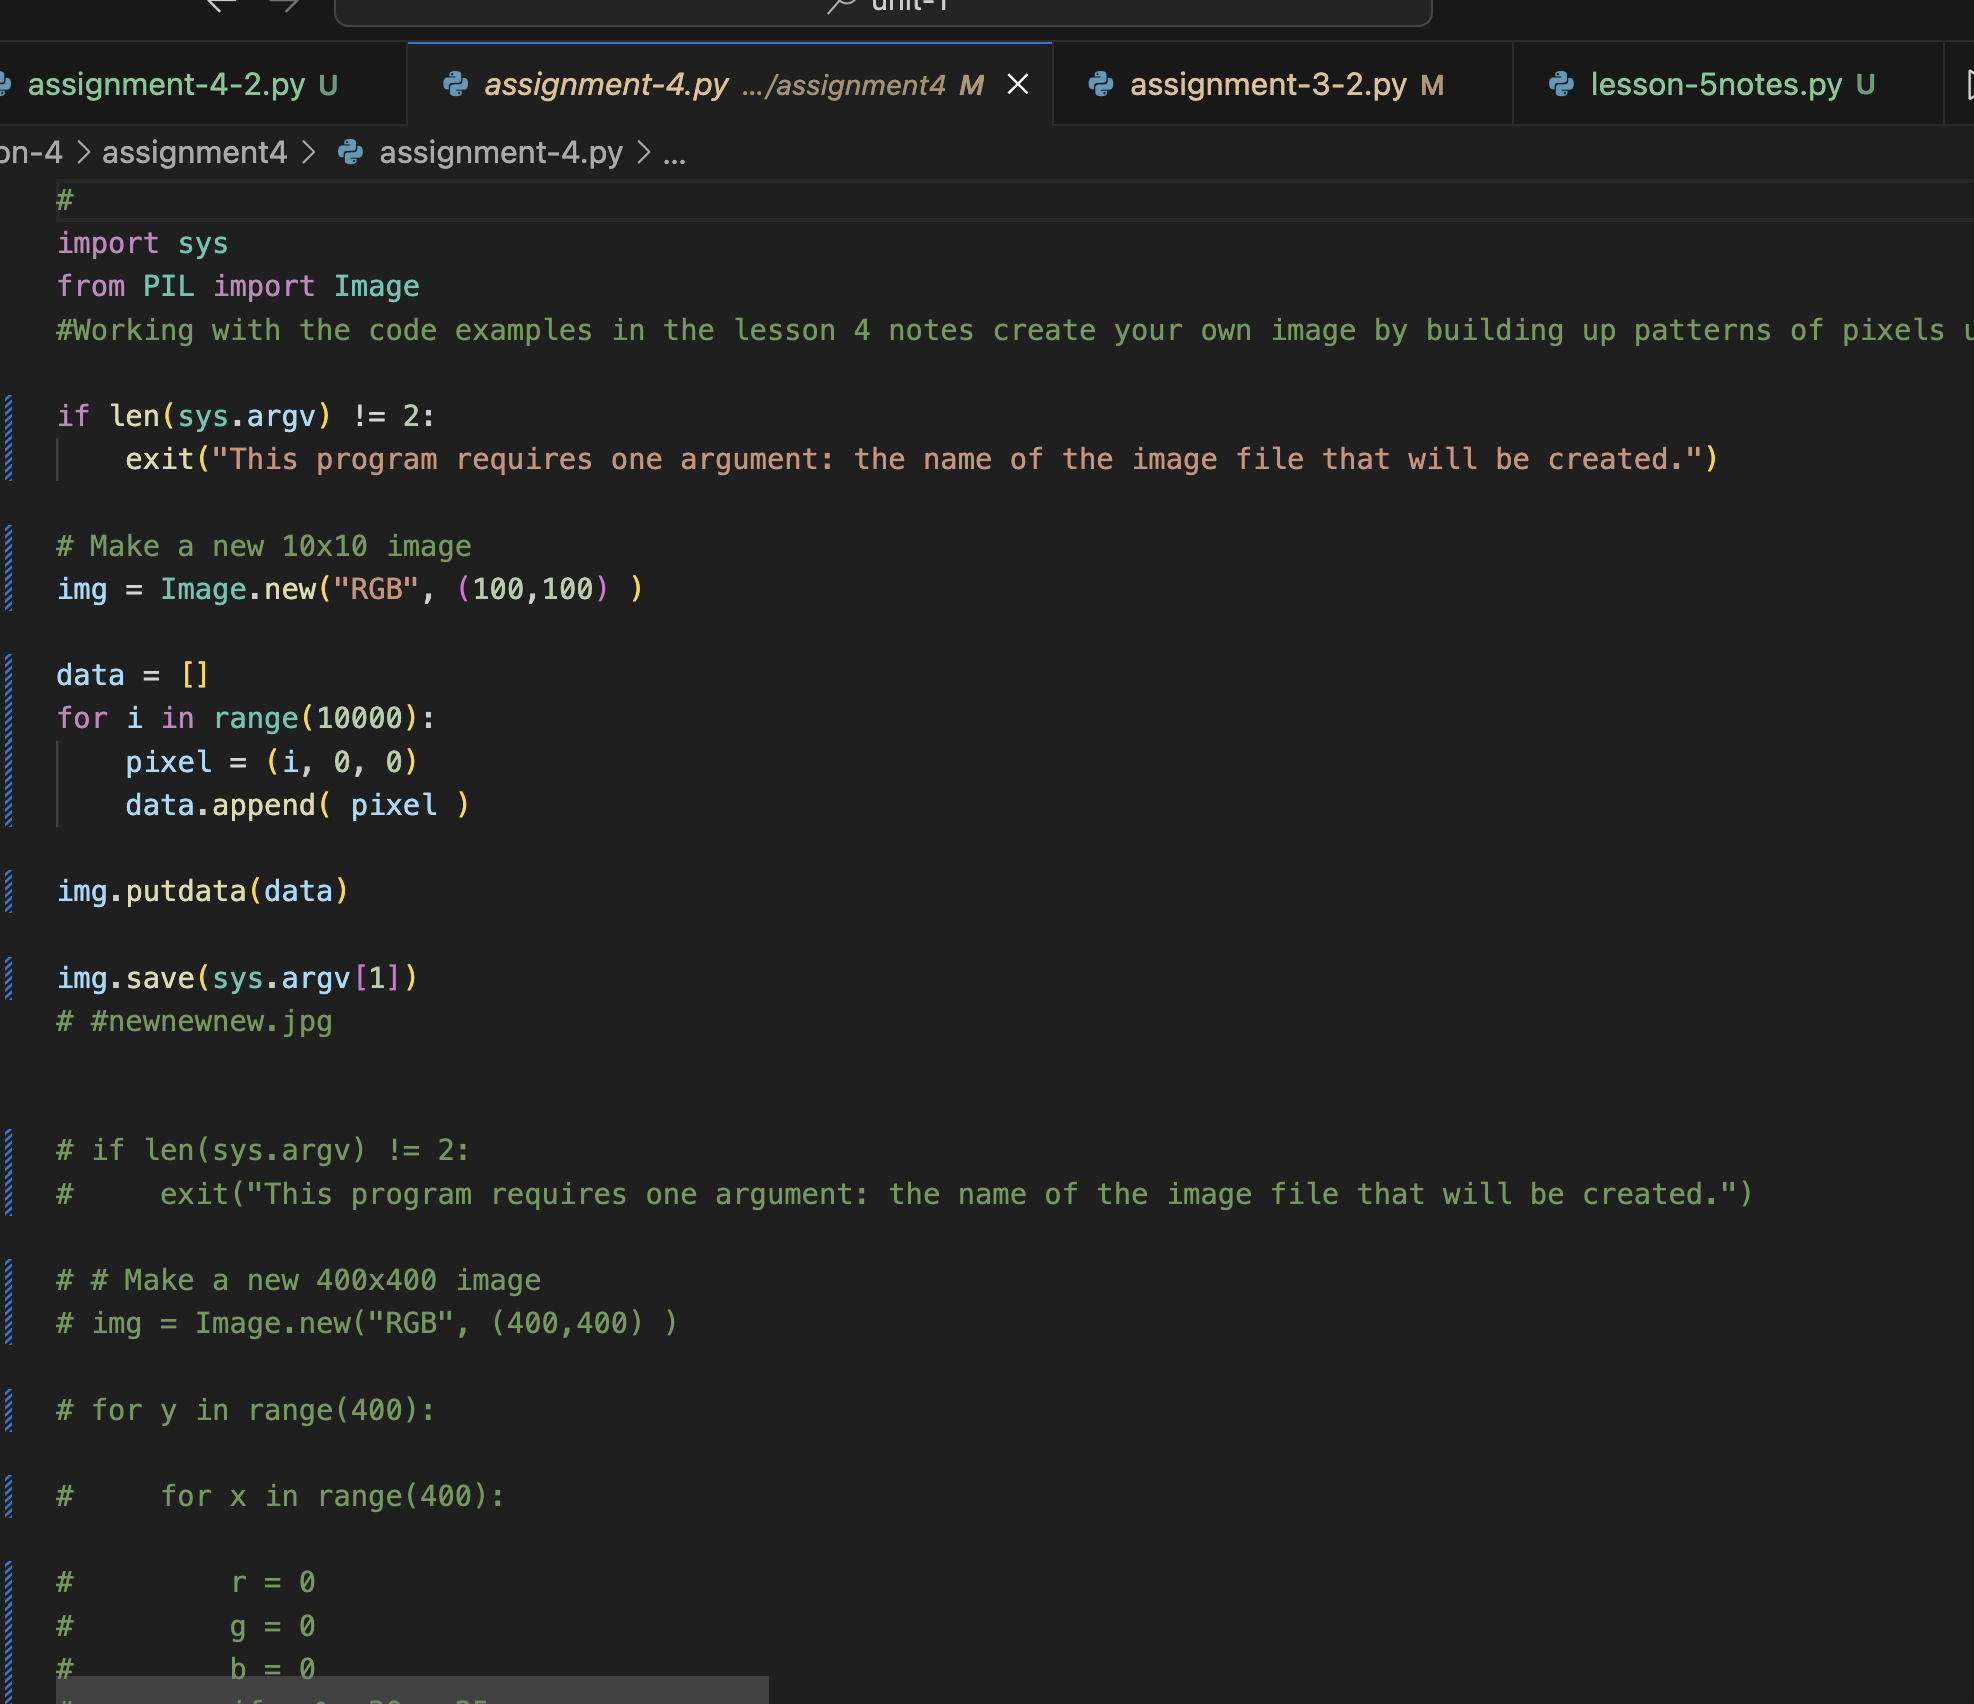 unit-1
assignment-4-2.py U
assignment-4.py .../assignment4 M
assignment-3-2.py M
lesson-5notes.py U
on-4 > assignment4 > assignment-4.py > ...
#
import sys
from PIL import Image
#Working with the code examples in the lesson 4 notes create your own image by building up patterns of pixels
if len(sys.argv) != 2:
    exit("This program requires one argument: the name of the image file that will be created.")
# Make a new 10x10 image
img = Image.new("RGB", (100,100) )
data = []
for i in range(10000):
    pixel = (i, 0, 0)
    data.append( pixel )
img.putdata(data)
img.save(sys.argv[1])
# #newnewnew.jpg
# if len(sys.argv) != 2:
#     exit("This program requires one argument: the name of the image file that will be created.")
# # Make a new 400x400 image
# img = Image.new("RGB", (400,400) )
# for y in range(400):
#     for x in range(400):
#         r = 0
#         g = 0
#         b = 0